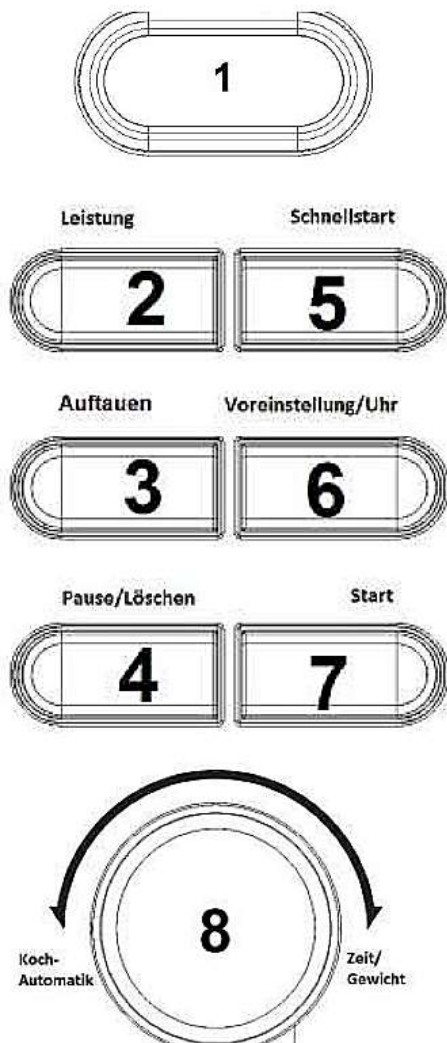 1
Leistung Schnellstart
2 5
Auftauen Voreinstellung/Uhr
3 6
Pause/Löschen Start
4 7
8
Koch- Zeit/
Automatik Gewicht